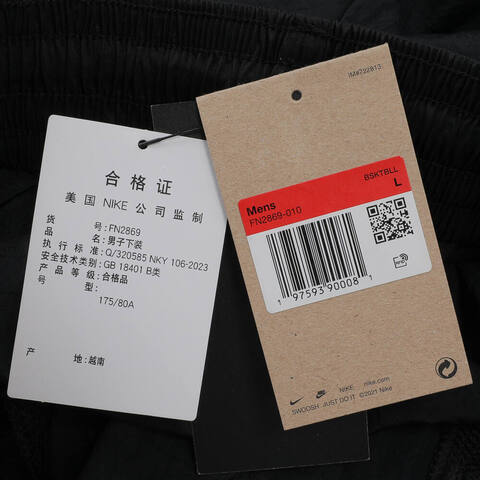 合格证
美国 NIKE 公司监制
货 号: FN2869
品 名: 男子下装
执行标准: Q/320585 NKY 106-2023
安全技术类别: GB 18401 B类
产品等级: 合格品
号 型:
175/80A
产 地: 越南
IM#722813
Mens
FN2869-010
BSKTBLL
L
1 97593 90008
NIKE nike.com
SWOOSH JUST DO IT ©2021 Nike